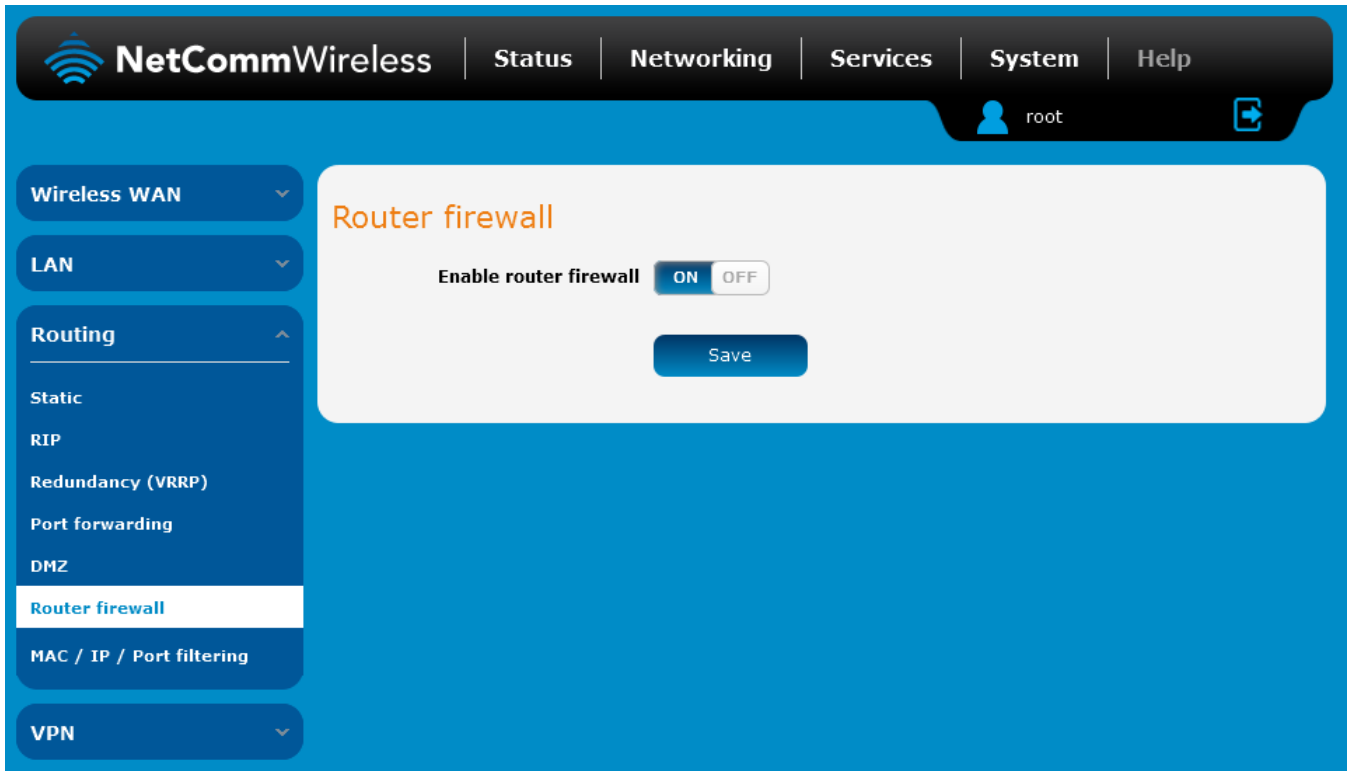 NetCommWireless
Status
Networking
Services
System
Help
root
Wireless WAN
LAN
Routing
Static
RIP
Redundancy (VRRP)
Port forwarding
DMZ
Router firewall
MAC / IP / Port filtering
VPN
Router firewall
Enable router firewall ON OFF
Save